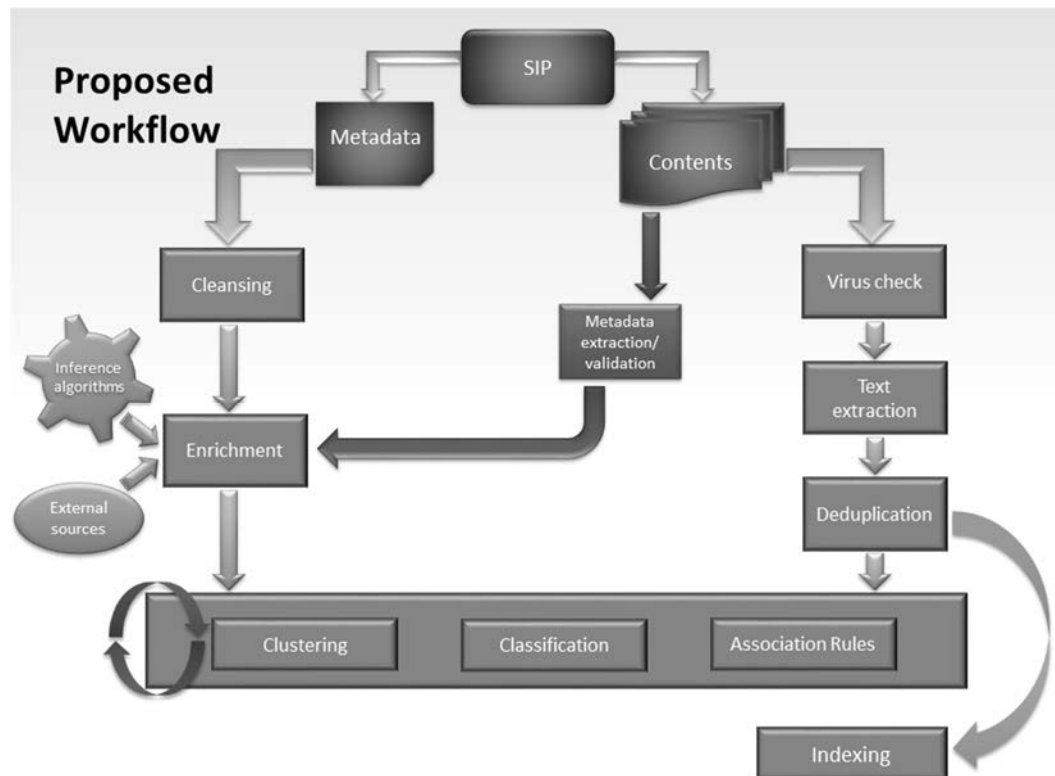 Proposed
Workflow
SIP
Metadata
Contents
Cleansing
Virus check
Metadata
extraction/
validation
Inference
algorithms
Text
extraction
Enrichment
External
sources
Deduplication
Clustering
Classification
Association Rules
Indexing